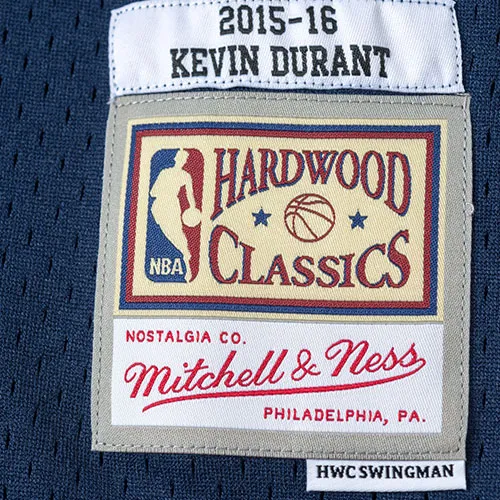 2015-16
KEVIN DURANT
HARDWOOD
NBA
CLASSICS
NOSTALGIA CO.
Mitchell & Ness
PHILADELPHIA, PA.
HWC SWINGMAN